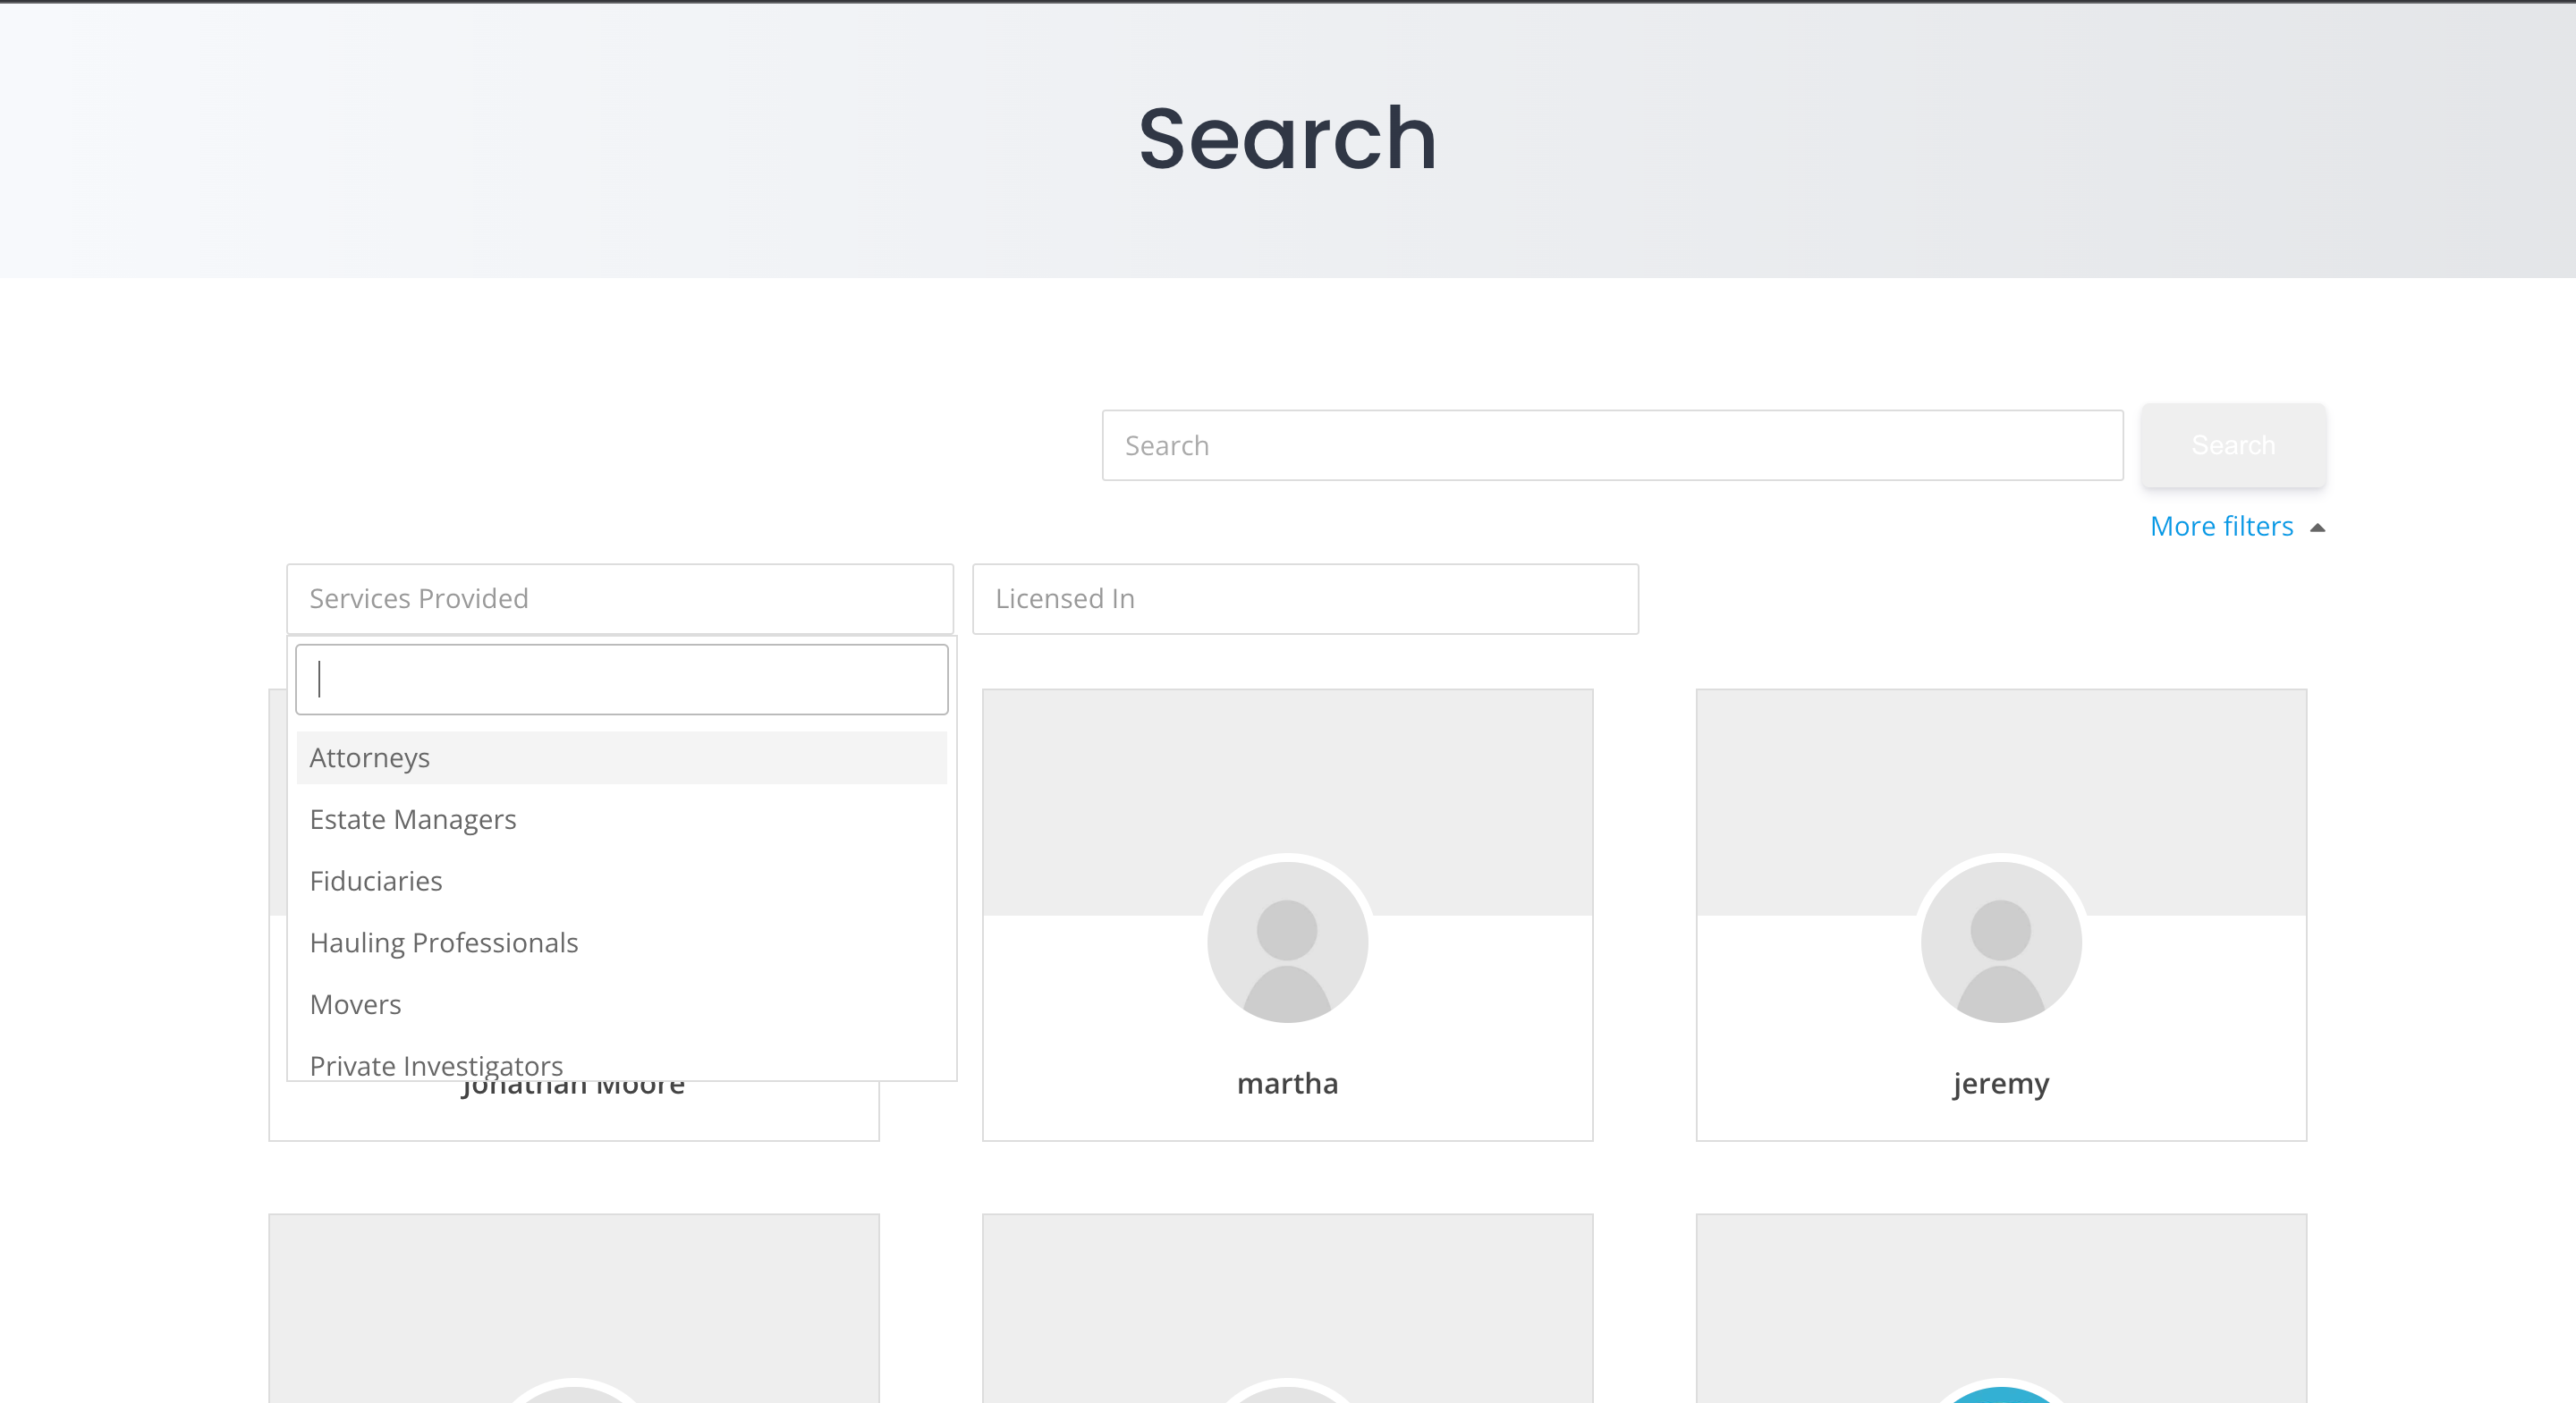 Search
Search
Search
More filters
Services Provided
Licensed In
Attorneys
Estate Managers
Fiduciaries
Hauling Professionals
Movers
Private Investigators
Jonathan Moore
martha
jeremy